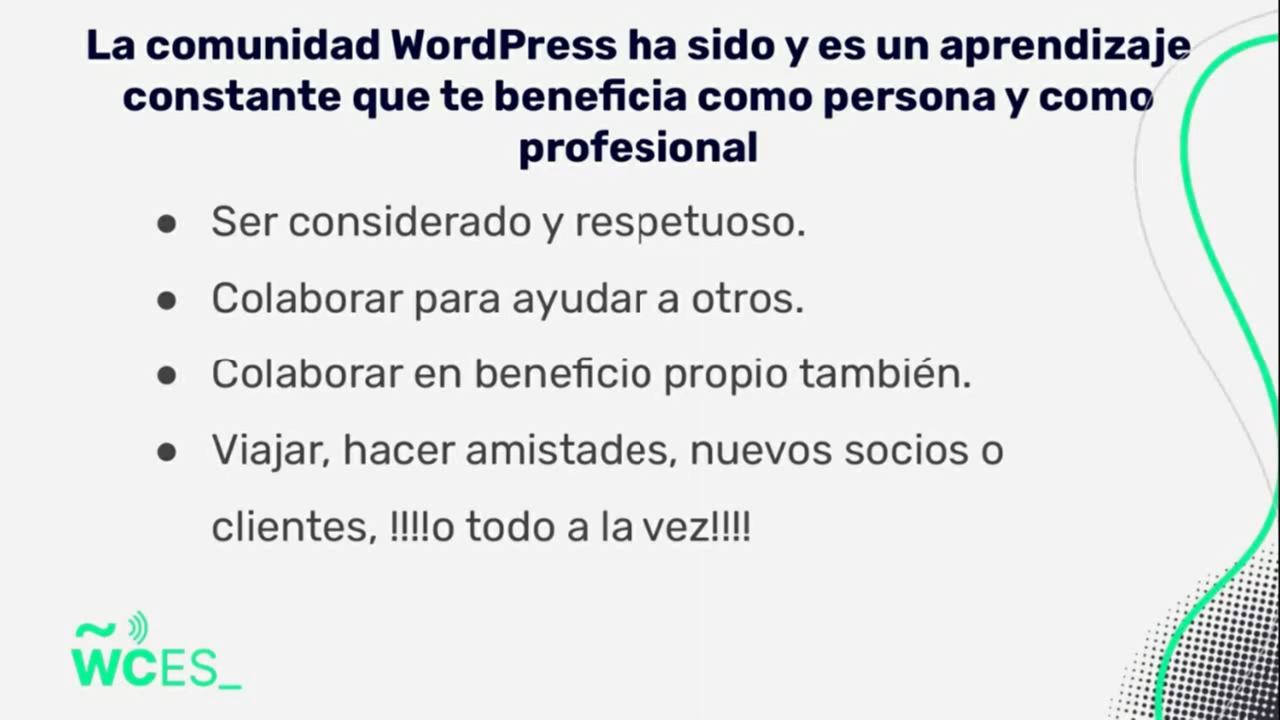 La comunidad WordPress ha sido y es un aprendizaje
constante que te beneficia como persona y como
profesional
● Ser considerado y respetuoso.
● Colaborar para ayudar a otros.
● Colaborar en beneficio propio también.
● Viajar, hacer amistades, nuevos socios o
clientes, !!!!o todo a la vez!!!!
~
WCES_